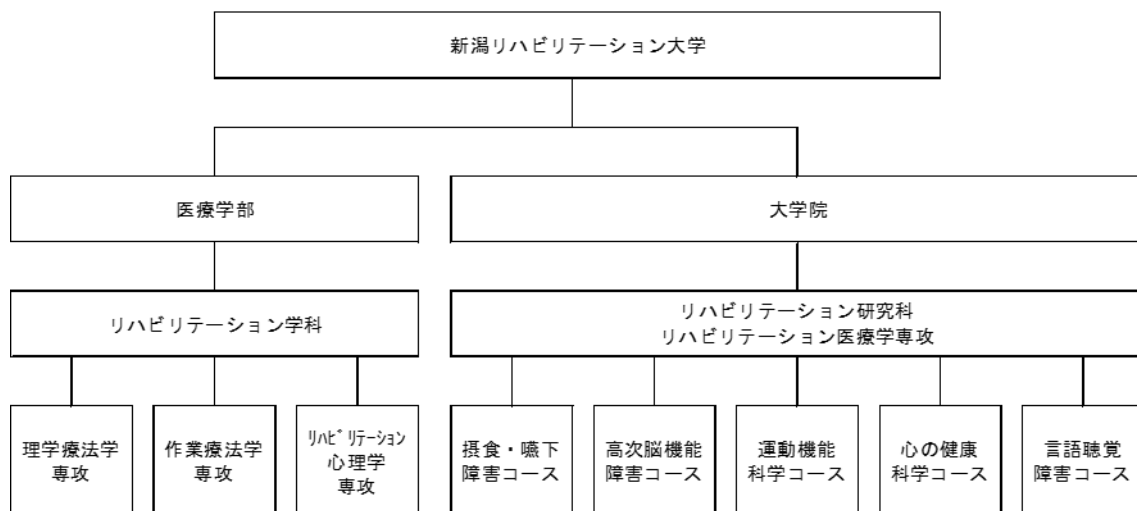 新潟リハビリテーション大学
医療学部
大学院
リハビリテーション学科
リハビリテーション研究科
リハビリテーション医療学専攻
理学療法学
専攻
作業療法学
専攻
ﾘﾊﾋﾞﾘﾃｰｼｮﾝ
心理学
専攻
摂食・嚥下
障害コース
高次脳機能
障害コース
運動機能
科学コース
心の健康
科学コース
言語聴覚
障害コース